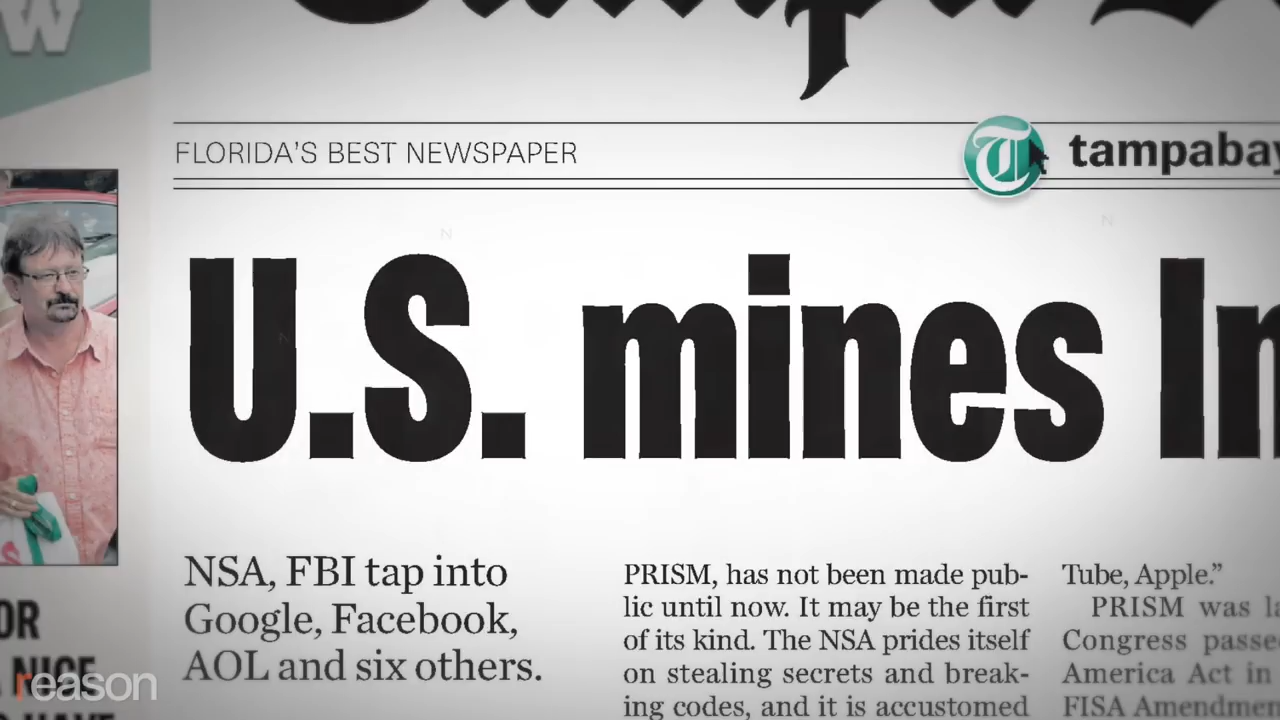 W
FLORIDA'S BEST NEWSPAPER
T tampabay
U.S. mines In
NSA, FBI tap into
Google, Facebook,
AOL and six others.
PRISM, has not been made pub-
lic until now. It may be the first
of its kind. The NSA prides itself
on stealing secrets and break-
ing codes, and it is accustomed
Tube, Apple."
PRISM was la
Congress passe
America Act in
FISA Amendmen
OR
NICE
reason